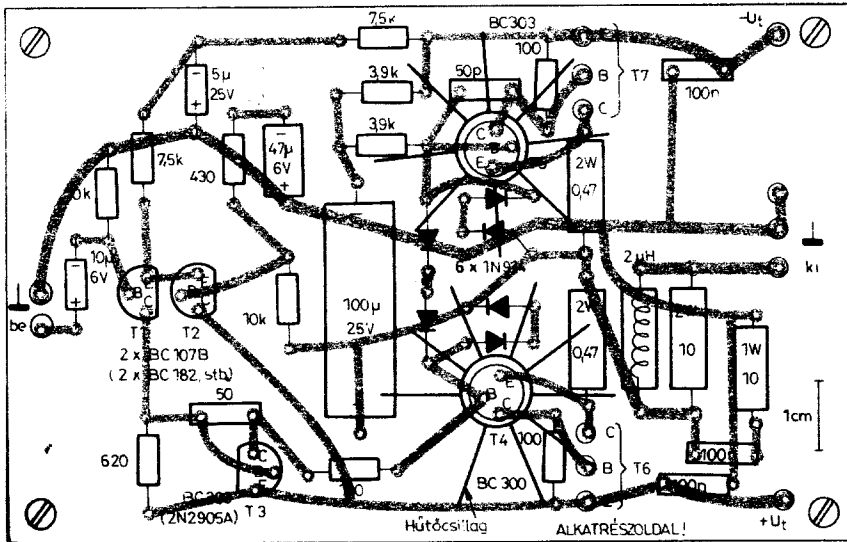 7,5k
BC303
-Ut
100
5µ
25V
50p
B
T7
3,9k
C
100n
C
3,9k
B
7,5k
430
47µ
6V
E
2W
0,47
10µ
6V
B
C
B
6 x 1N914
2µH
ki
be
T1
T2
10k
100µ
25V
2W
0,47
10
1W
10
2 x BC 107B
(2 x BC 182, stb)
50
E
B
C
1cm
T4
100
C
620
C
B
B
T6
100n
BC 300
(2N2905A)
T3
Hűtőcsillag
ALKATRÉSZOLDAL!
+Ut